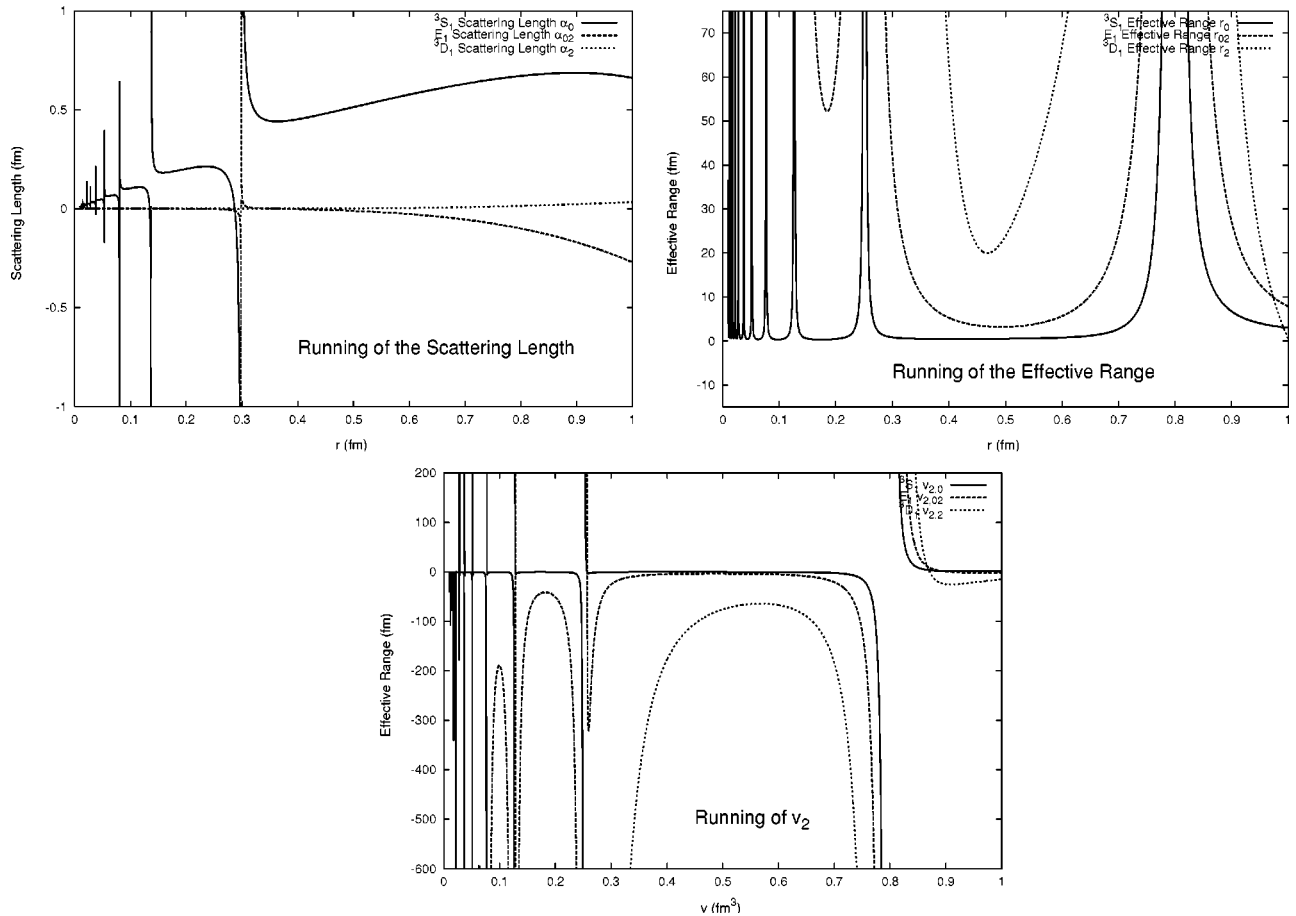 ³S₁ Scattering Length α₀
E₁ Scattering Length α₀₂
³D₁ Scattering Length α₂
1
0.5
0
-0.5
-1
Scattering Length (fm)
Running of the Scattering Length
0 0.1 0.2 0.3 0.4 0.5 0.6 0.7 0.8 0.9 1
r (fm)
³S₁ Effective Range r₀
E₁ Effective Range r₀₂
³D₁ Effective Range r₂
70
60
50
40
30
20
10
0
-10
Effective Range (fm)
Running of the Effective Range
0 0.1 0.2 0.3 0.4 0.5 0.6 0.7 0.8 0.9 1
r (fm)
v₂,₀
v₂,₀₂
v₂,₂
200
100
0
-100
-200
-300
-400
-500
-600
Effective Range (fm)
Running of v₂
0 0.1 0.2 0.3 0.4 0.5 0.6 0.7 0.8 0.9 1
v (fm³)